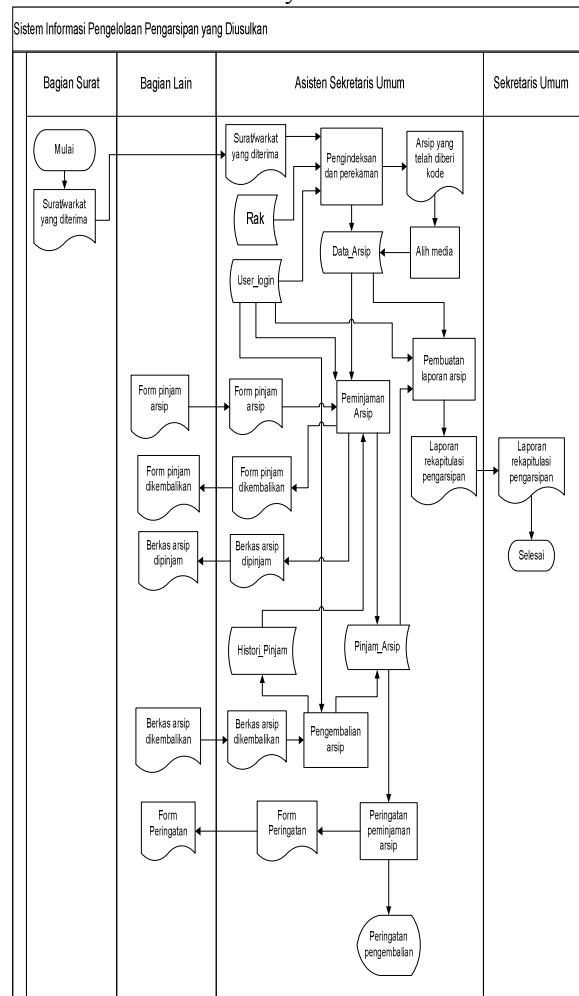 Sistem Informasi Pengelolaan Pengarsipan yang Diusulkan
Bagian Surat
Bagian Lain
Asisten Sekretaris Umum
Sekretaris Umum
Mulai
Surat/warkat
yang diterima
Surat/warkat
yang diterima
Pengindeksan
dan perekaman
Arsip yang
telah diberi
kode
Rak
Data_Arsip
Alih media
User_login
Pembuatan
laporan arsip
Form pinjam
arsip
Form pinjam
arsip
Peminjaman
Arsip
Form pinjam
dikembalikan
Form pinjam
dikembalikan
Laporan
rekapitulasi
pengarsipan
Laporan
rekapitulasi
pengarsipan
Berkas arsip
dipinjam
Berkas arsip
dipinjam
Selesai
Histori_Pinjam
Pinjam_Arsip
Berkas arsip
dikembalikan
Berkas arsip
dikembalikan
Pengembalian
arsip
Form
Peringatan
Form
Peringatan
Peringatan
peminjaman
arsip
Peringatan
pengembalian